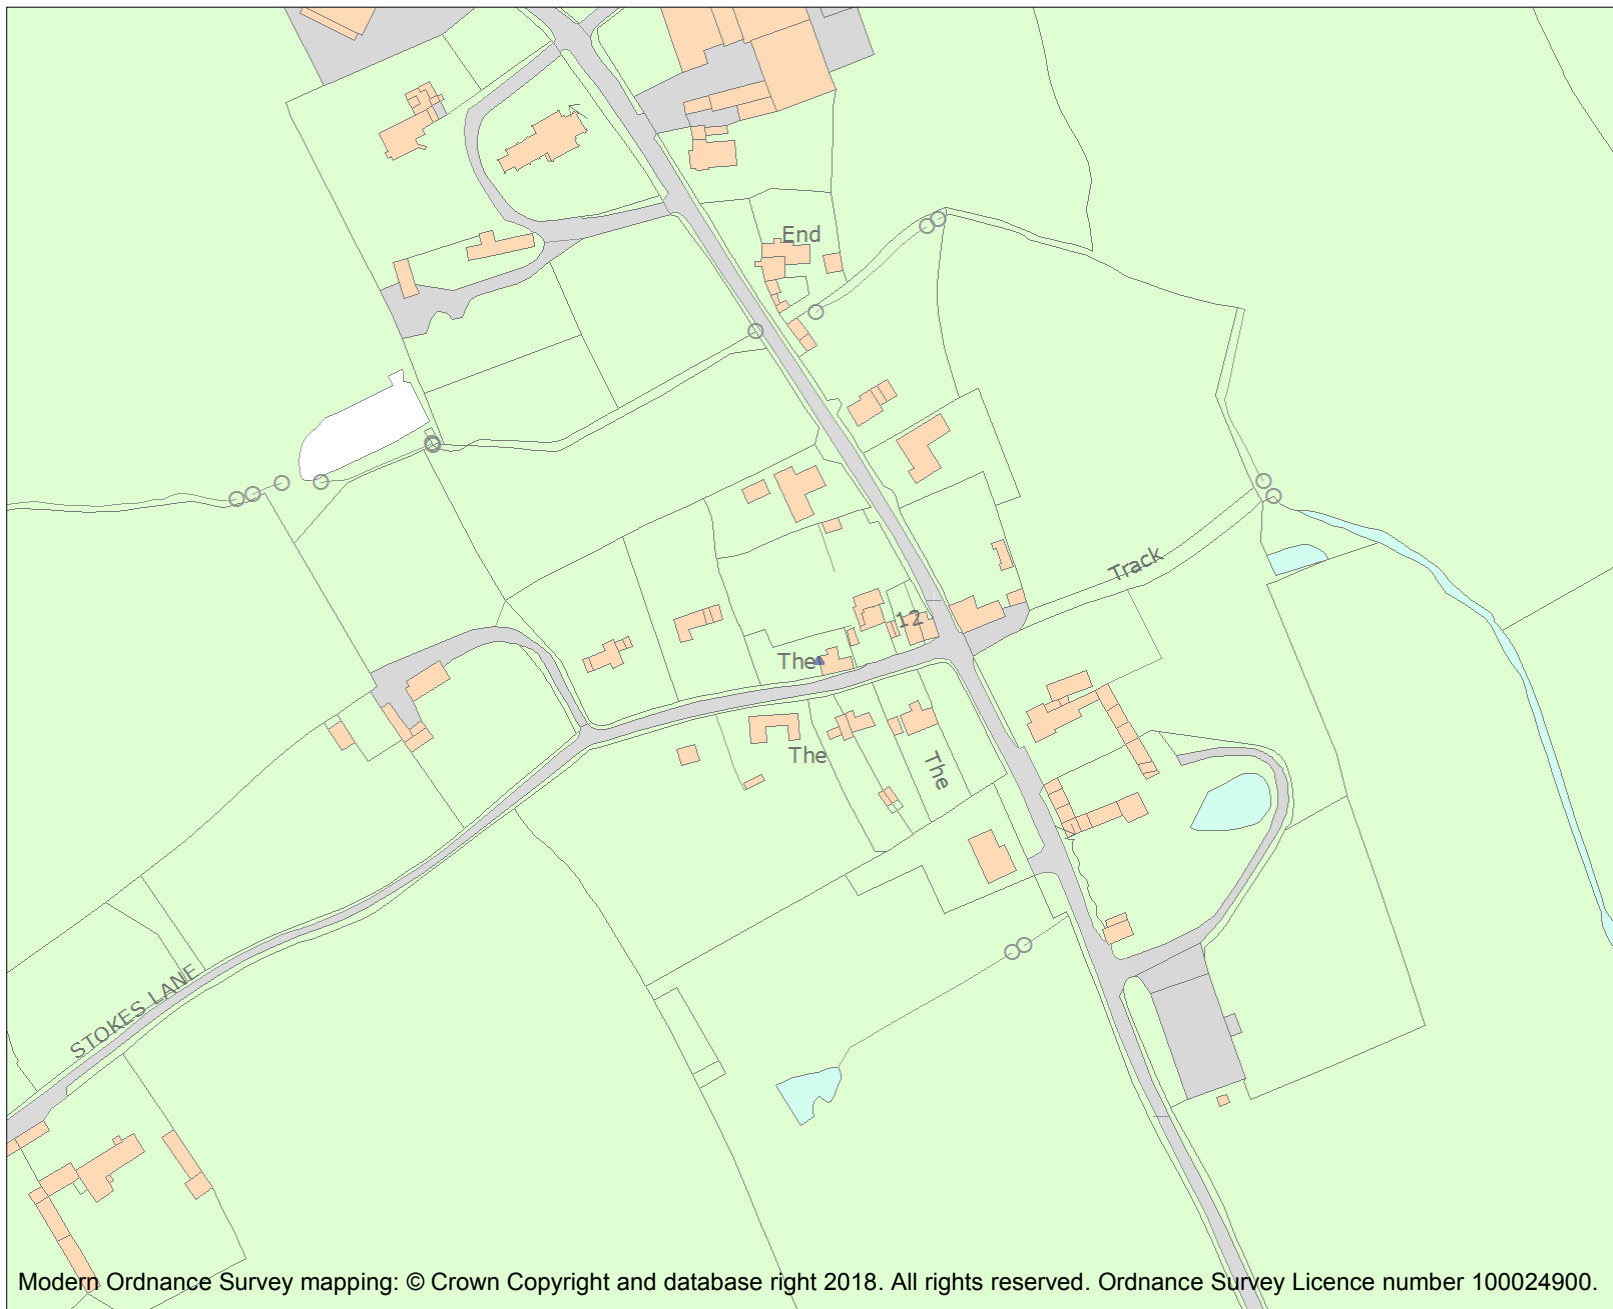 End
Track
12
The
The
The
STOKES LANE
Modern Ordnance Survey mapping: © Crown Copyright and database right 2018. All rights reserved. Ordnance Survey Licence number 100024900.